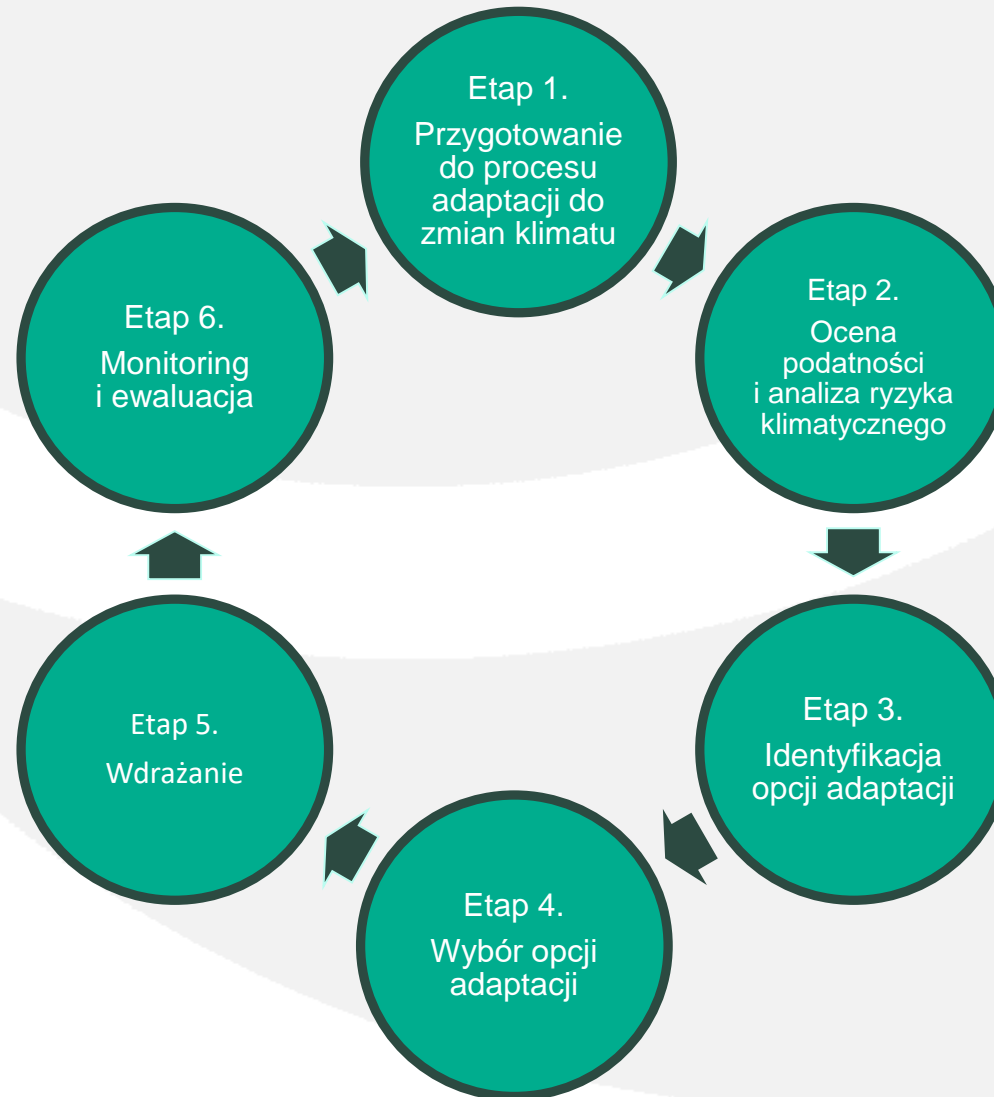 Etap 1.
Przygotowanie
do procesu
adaptacji do
zmian klimatu
Etap 2.
Ocena
podatności
i analiza ryzyka
klimatycznego
Etap 3.
Identyfikacja
opcji adaptacji
Etap 4.
Wybór opcji
adaptacji
Etap 5.
Wdrażanie
Etap 6.
Monitoring
i ewaluacja